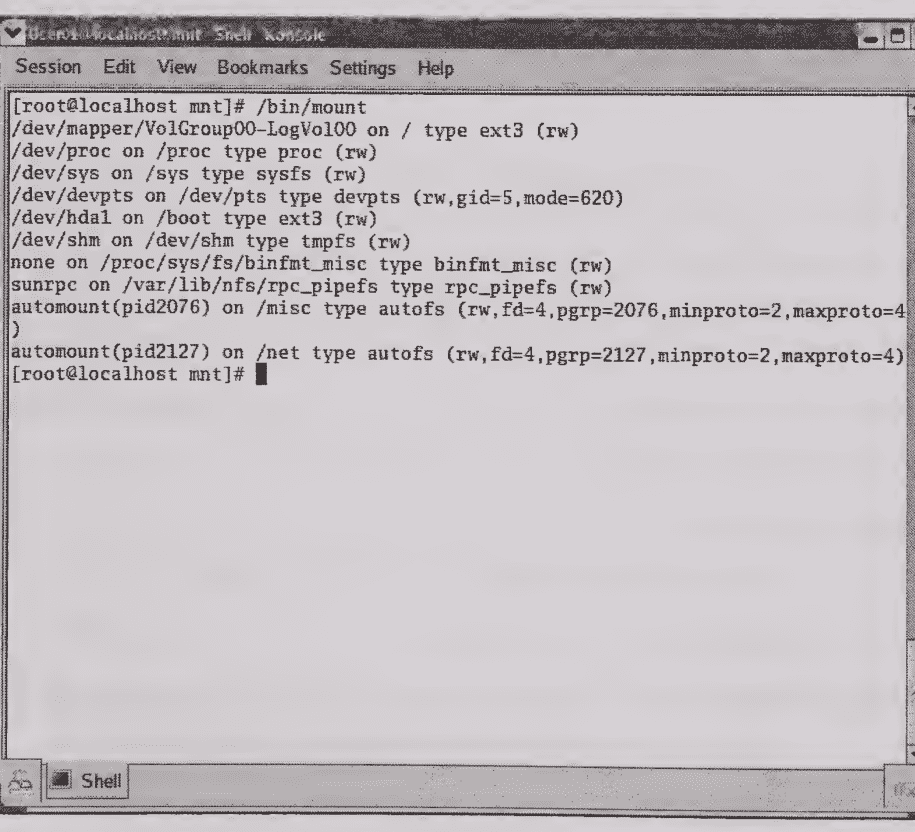 Shell Konsole
Session Edit View Bookmarks Settings Help
[root@localhost mnt]# /bin/mount
/dev/mapper/VolGroup00-LogVol00 on / type ext3 (rw)
/dev/proc on /proc type proc (rw)
/dev/sys on /sys type sysfs (rw)
/dev/devpts on /dev/pts type devpts (rw,gid=5,mode=620)
/dev/hda1 on /boot type ext3 (rw)
/dev/shm on /dev/shm type tmpfs (rw)
none on /proc/sys/fs/binfmt_misc type binfmt_misc (rw)
sunrpc on /var/lib/nfs/rpc_pipefs type rpc_pipefs (rw)
automount(pid2076) on /misc type autofs (rw,fd=4,pgrp=2076,minproto=2,maxproto=4
)
automount(pid2127) on /net type autofs (rw,fd=4,pgrp=2127,minproto=2,maxproto=4)
[root@localhost mnt]#
Shell